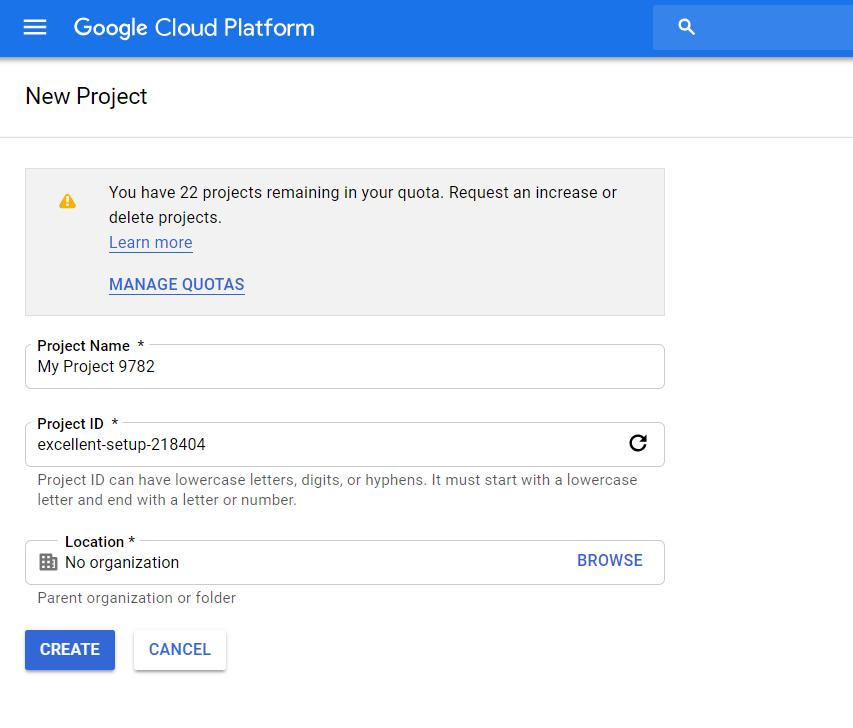 Google Cloud Platform
New Project
You have 22 projects remaining in your quota. Request an increase or
delete projects.
Learn more
MANAGE QUOTAS
Project Name *
My Project 9782
Project ID *
excellent-setup-218404
Project ID can have lowercase letters, digits, or hyphens. It must start with a lowercase
letter and end with a letter or number.
Location *
No organization BROWSE
Parent organization or folder
CREATE CANCEL